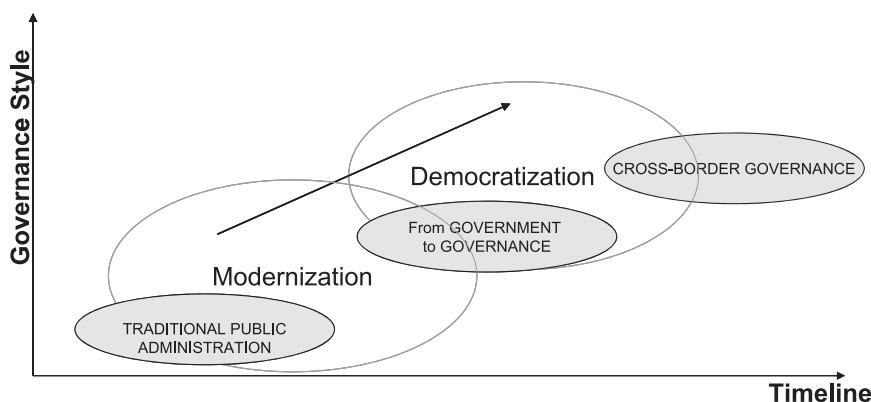 Governance Style
Democratization
CROSS-BORDER GOVERNANCE
From GOVERNMENT
to GOVERNANCE
Modernization
TRADITIONAL PUBLIC
ADMINISTRATION
Timeline